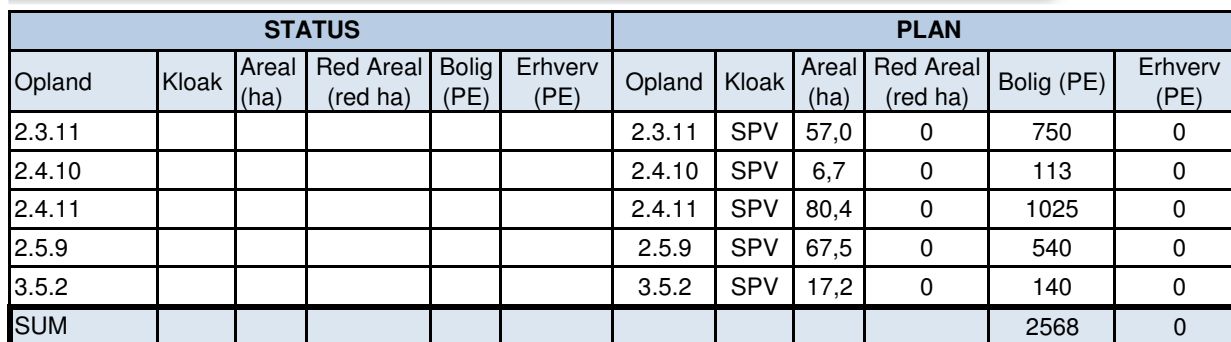 STATUS PLAN
Opland Kloak Areal (ha) Red Areal (red ha) Bolig (PE) Erhverv (PE) Opland Kloak Areal (ha) Red Areal (red ha) Bolig (PE) Erhverv (PE)
2.3.11 2.3.11 SPV 57,0 0 750 0
2.4.10 2.4.10 SPV 6,7 0 113 0
2.4.11 2.4.11 SPV 80,4 0 1025 0
2.5.9 2.5.9 SPV 67,5 0 540 0
3.5.2 3.5.2 SPV 17,2 0 140 0
SUM 2568 0